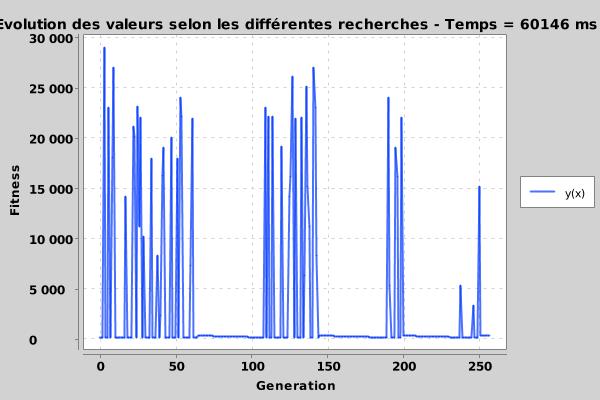 Evolution des valeurs selon les différentes recherches - Temps = 60146 ms
30 000
25 000
20 000
15 000
10 000
5 000
0
Fitness
0 50 100 150 200 250
Generation
y(x)